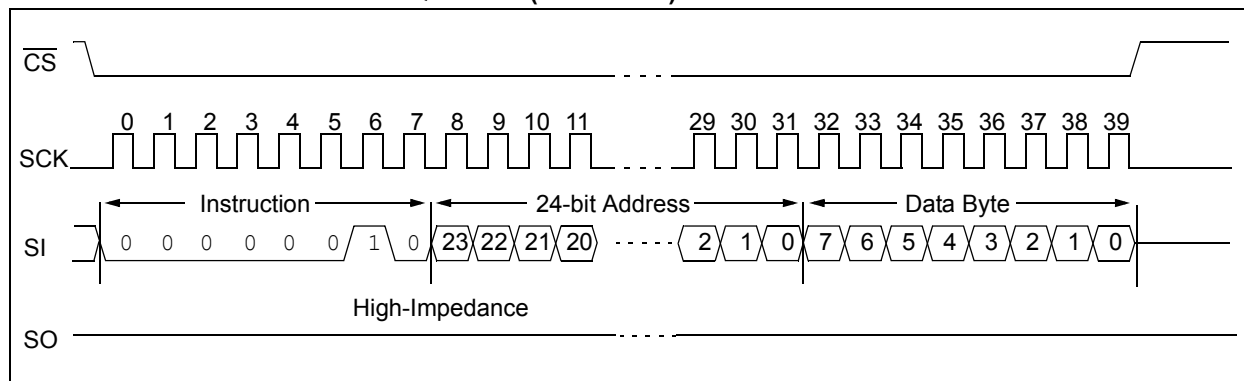 CS
0 1 2 3 4 5 6 7 8 9 10 11 29 30 31 32 33 34 35 36 37 38 39
SCK
Instruction 24-bit Address Data Byte
SI 0 0 0 0 0 0 1 0 23 22 21 20 2 1 0 7 6 5 4 3 2 1 0
High-Impedance
SO